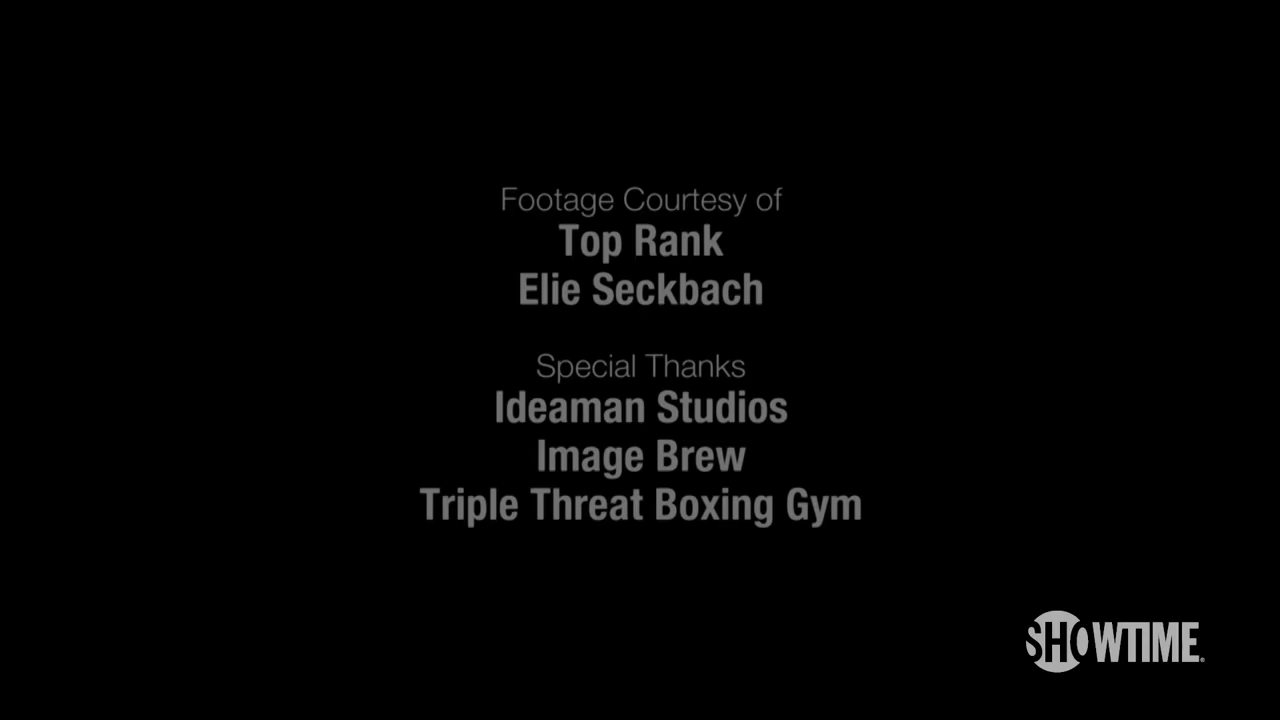 Footage Courtesy of
Top Rank
Elie Seckbach
Special Thanks
Ideaman Studios
Image Brew
Triple Threat Boxing Gym
SHOWTIME®